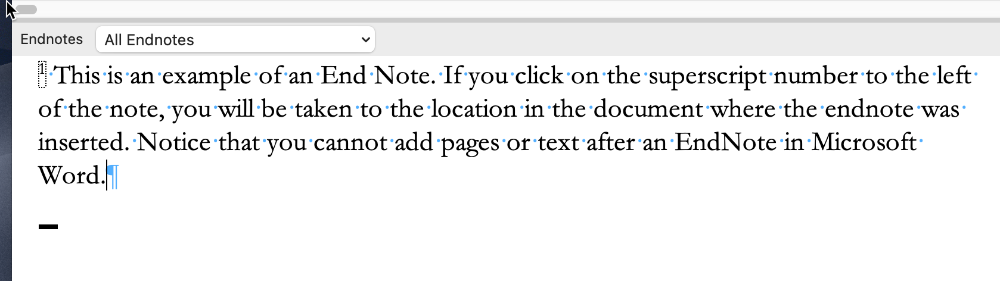 Endnotes All Endnotes
1 This is an example of an End Note. If you click on the superscript number to the left
of the note, you will be taken to the location in the document where the endnote was
inserted. Notice that you cannot add pages or text after an EndNote in Microsoft
Word.¶